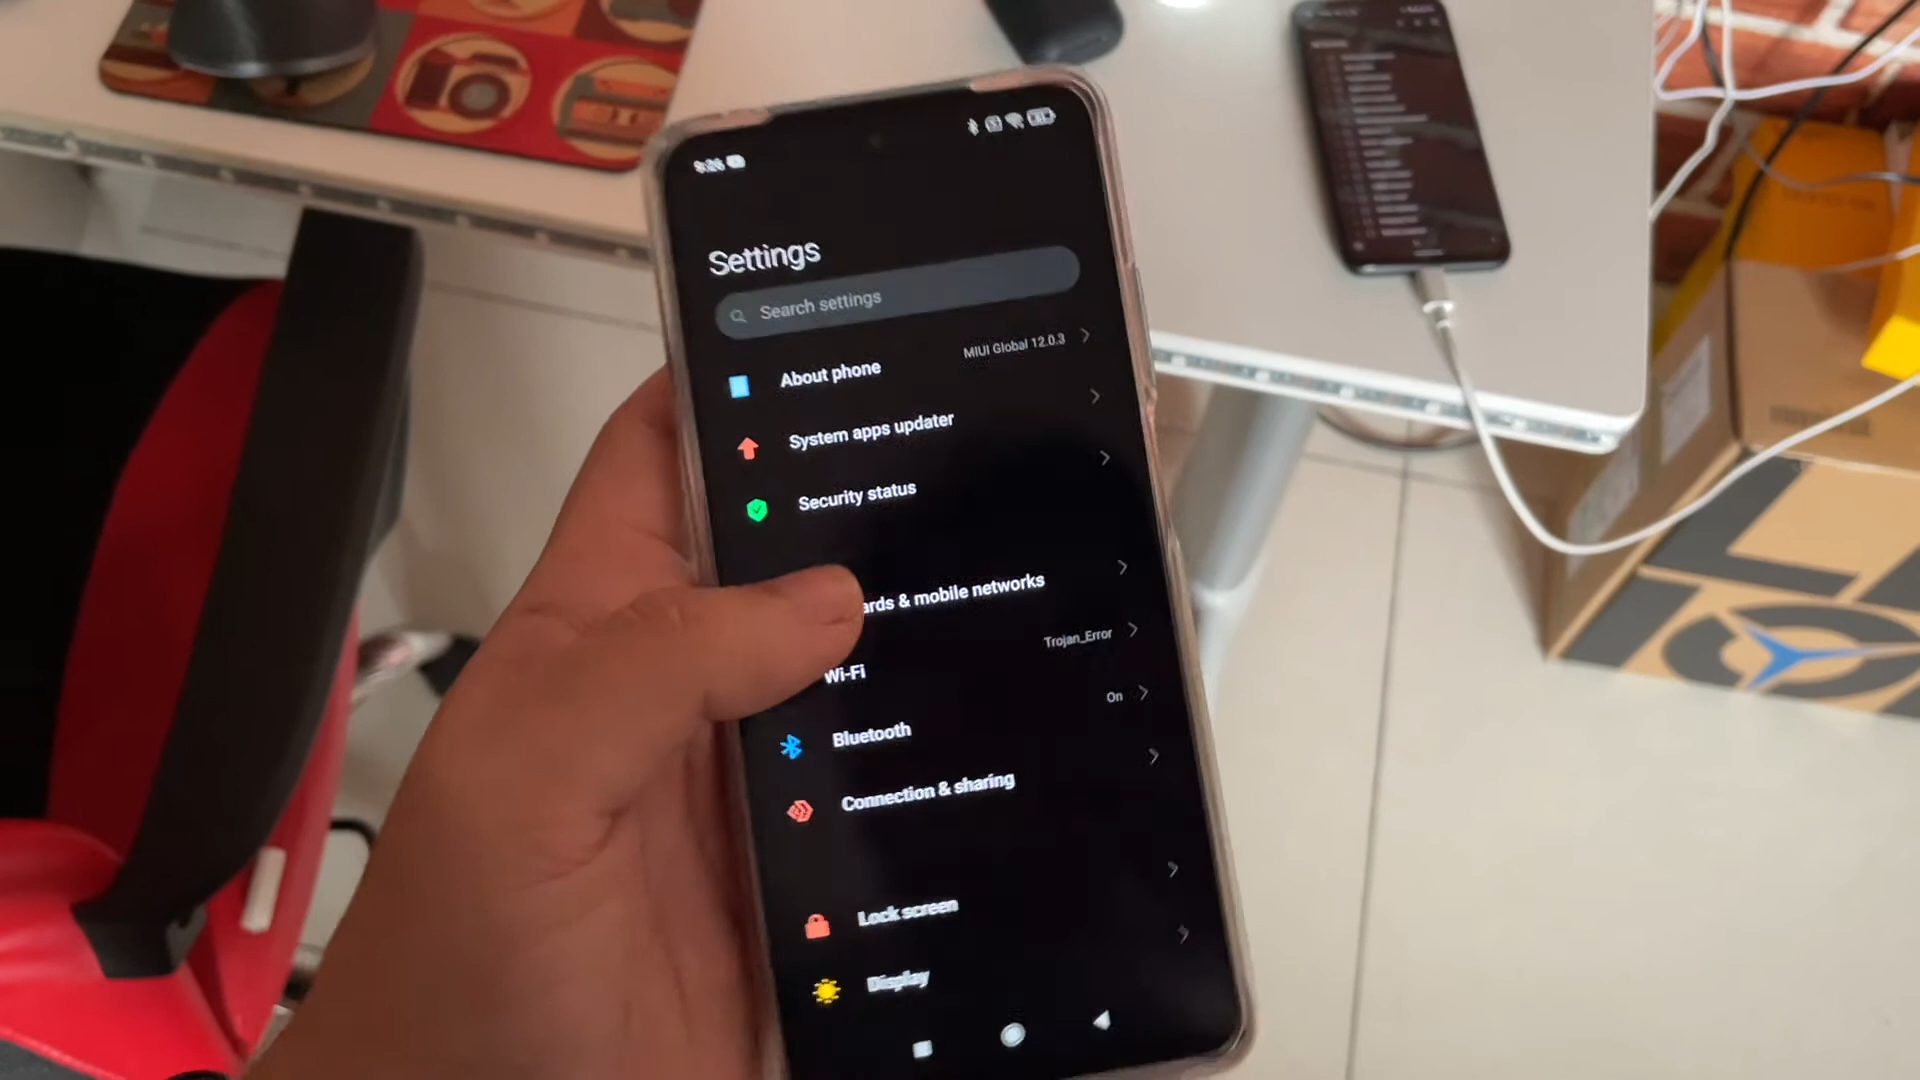 Settings
Search settings
About phone
MIUI Global 12.0.3
System apps updater
Security status
ards & mobile networks
Wi-Fi
Trojan_Error
Bluetooth
On
Connection & sharing
Lock screen
Display